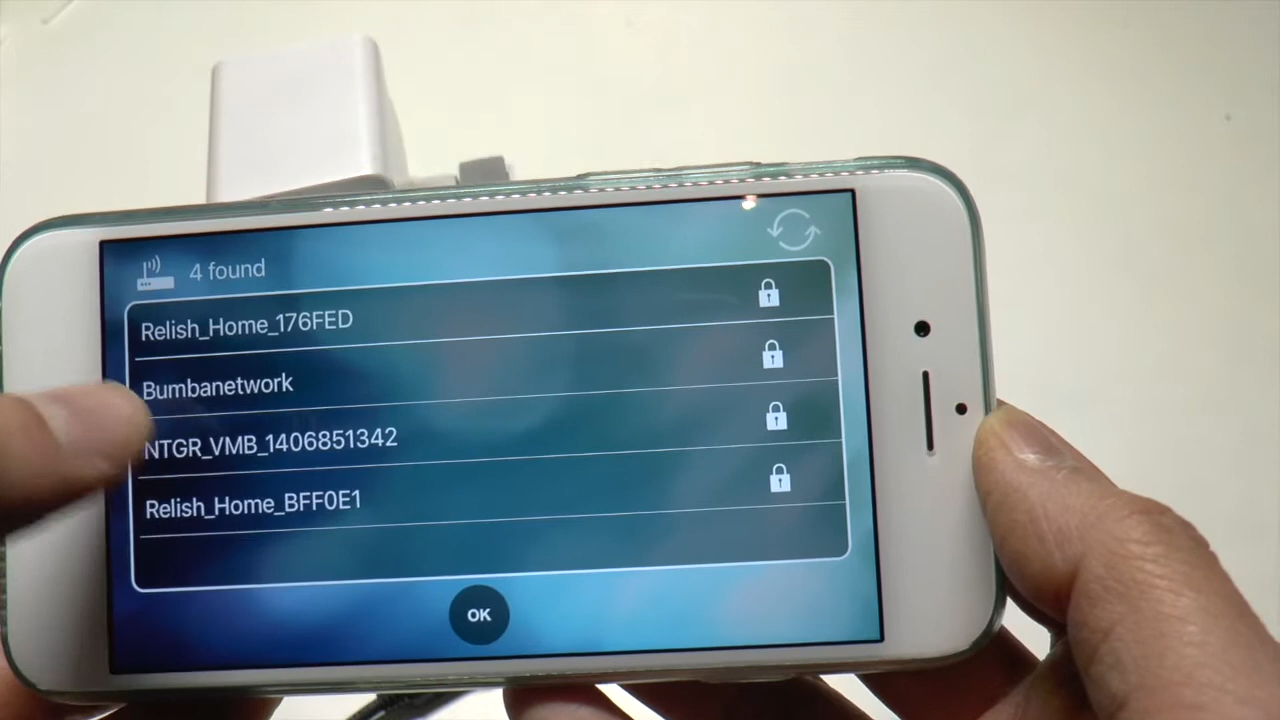 4 found
Relish_Home_176FED
Bumbanetwork
NTGR_VMB_1406851342
Relish_Home_BFF0E1
OK